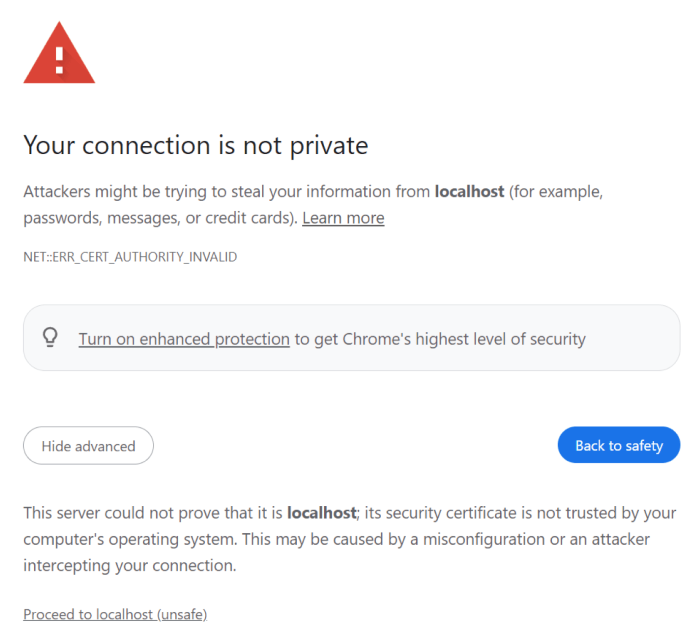 Your connection is not private
Attackers might be trying to steal your information from localhost (for example,
passwords, messages, or credit cards). Learn more
NET::ERR_CERT_AUTHORITY_INVALID
Turn on enhanced protection to get Chrome's highest level of security
Hide advanced
Back to safety
This server could not prove that it is localhost; its security certificate is not trusted by your
computer's operating system. This may be caused by a misconfiguration or an attacker
intercepting your connection.
Proceed to localhost (unsafe)